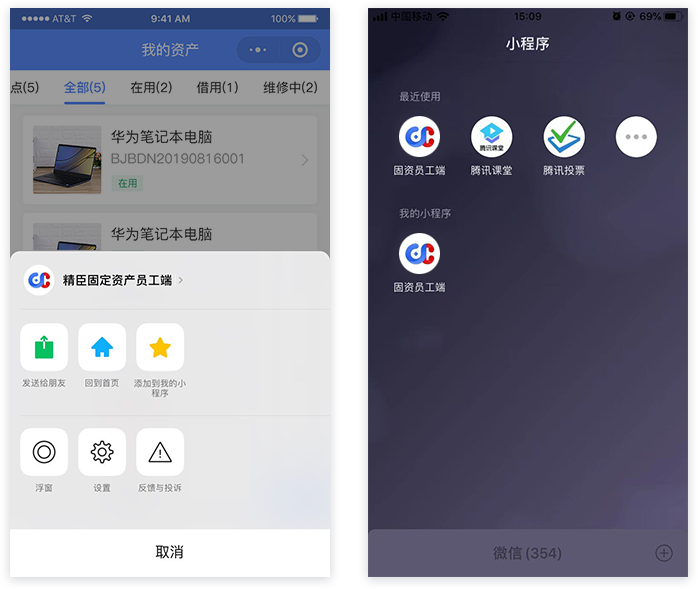 AT&T 9:41 AM 100%
我的资产
点(5) 全部(5) 在用(2) 借用(1) 维修中(2)
华为笔记本电脑
BJBDN20190816001
在用
华为笔记本电脑
精臣固定资产员工端
发送给朋友 回到首页 添加到我的小
程序
浮窗 设置 反馈与投诉
取消
中国移动 15:09 69%
小程序
最近使用
固资员工端 腾讯课堂 腾讯课堂 腾讯投票
我的小程序
固资员工端
微信(354)